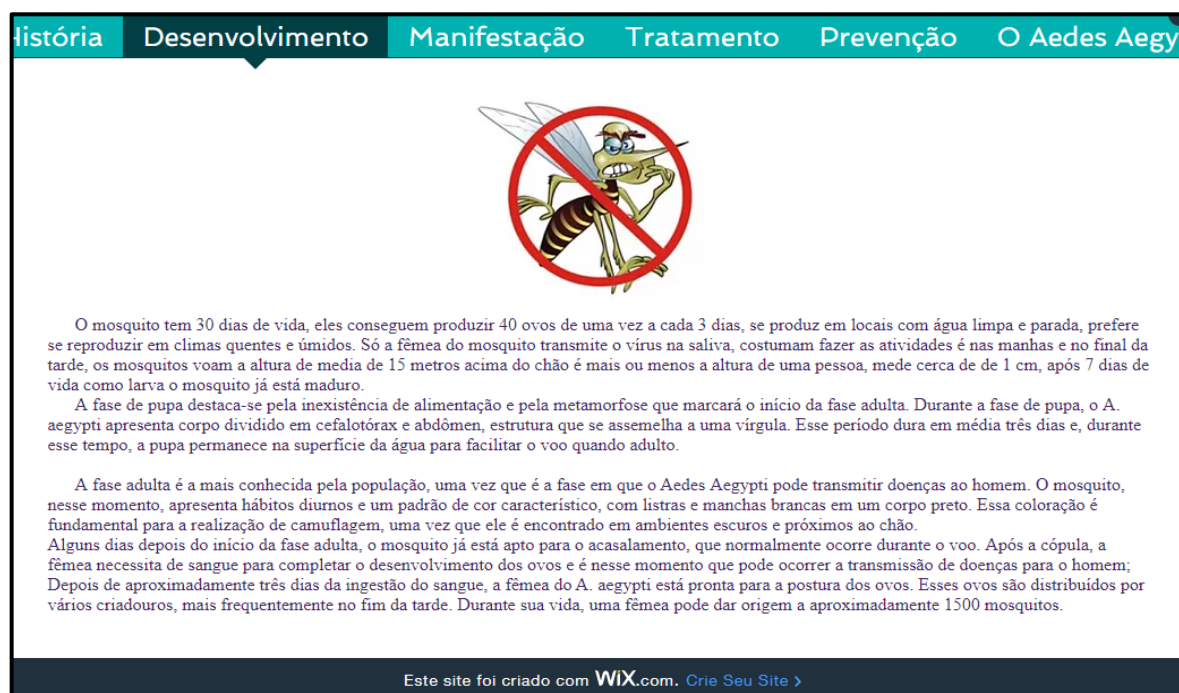 História Desenvolvimento Manifestação Tratamento Prevenção O Aedes Aegy
O mosquito tem 30 dias de vida, eles conseguem produzir 40 ovos de uma vez a cada 3 dias, se produz em locais com água limpa e parada, prefere
se reproduzir em climas quentes e úmidos. Só a fêmea do mosquito transmite o vírus na saliva, costumam fazer as atividades é nas manhas e no final da
tarde, os mosquitos voam a altura de media de 15 metros acima do chão é mais ou menos a altura de uma pessoa, mede cerca de de 1 cm, após 7 dias de
vida como larva o mosquito já está maduro.
A fase de pupa destaca-se pela inexistência de alimentação e pela metamorfose que marcará o início da fase adulta. Durante a fase de pupa, o A.
aegypti apresenta corpo dividido em cefalotórax e abdômen, estrutura que se assemelha a uma vírgula. Esse período dura em média três dias e, durante
esse tempo, a pupa permanece na superfície da água para facilitar o voo quando adulto.
A fase adulta é a mais conhecida pela população, uma vez que é a fase em que o Aedes Aegypti pode transmitir doenças ao homem. O mosquito,
nesse momento, apresenta hábitos diurnos e um padrão de cor característico, com listras e manchas brancas em um corpo preto. Essa coloração é
fundamental para a realização de camuflagem, uma vez que ele é encontrado em ambientes escuros e próximos ao chão.
Alguns dias depois do início da fase adulta, o mosquito já está apto para o acasalamento, que normalmente ocorre durante o voo. Após a cópula, a
fêmea necessita de sangue para completar o desenvolvimento dos ovos e é nesse momento que pode ocorrer a transmissão de doenças para o homem;
Depois de aproximadamente três dias da ingestão do sangue, a fêmea do A. aegypti está pronta para a postura dos ovos. Esses ovos são distribuídos por
vários criadouros, mais frequentemente no fim da tarde. Durante sua vida, uma fêmea pode dar origem a aproximadamente 1500 mosquitos.
Este site foi criado com WiX.com. Crie Seu Site >